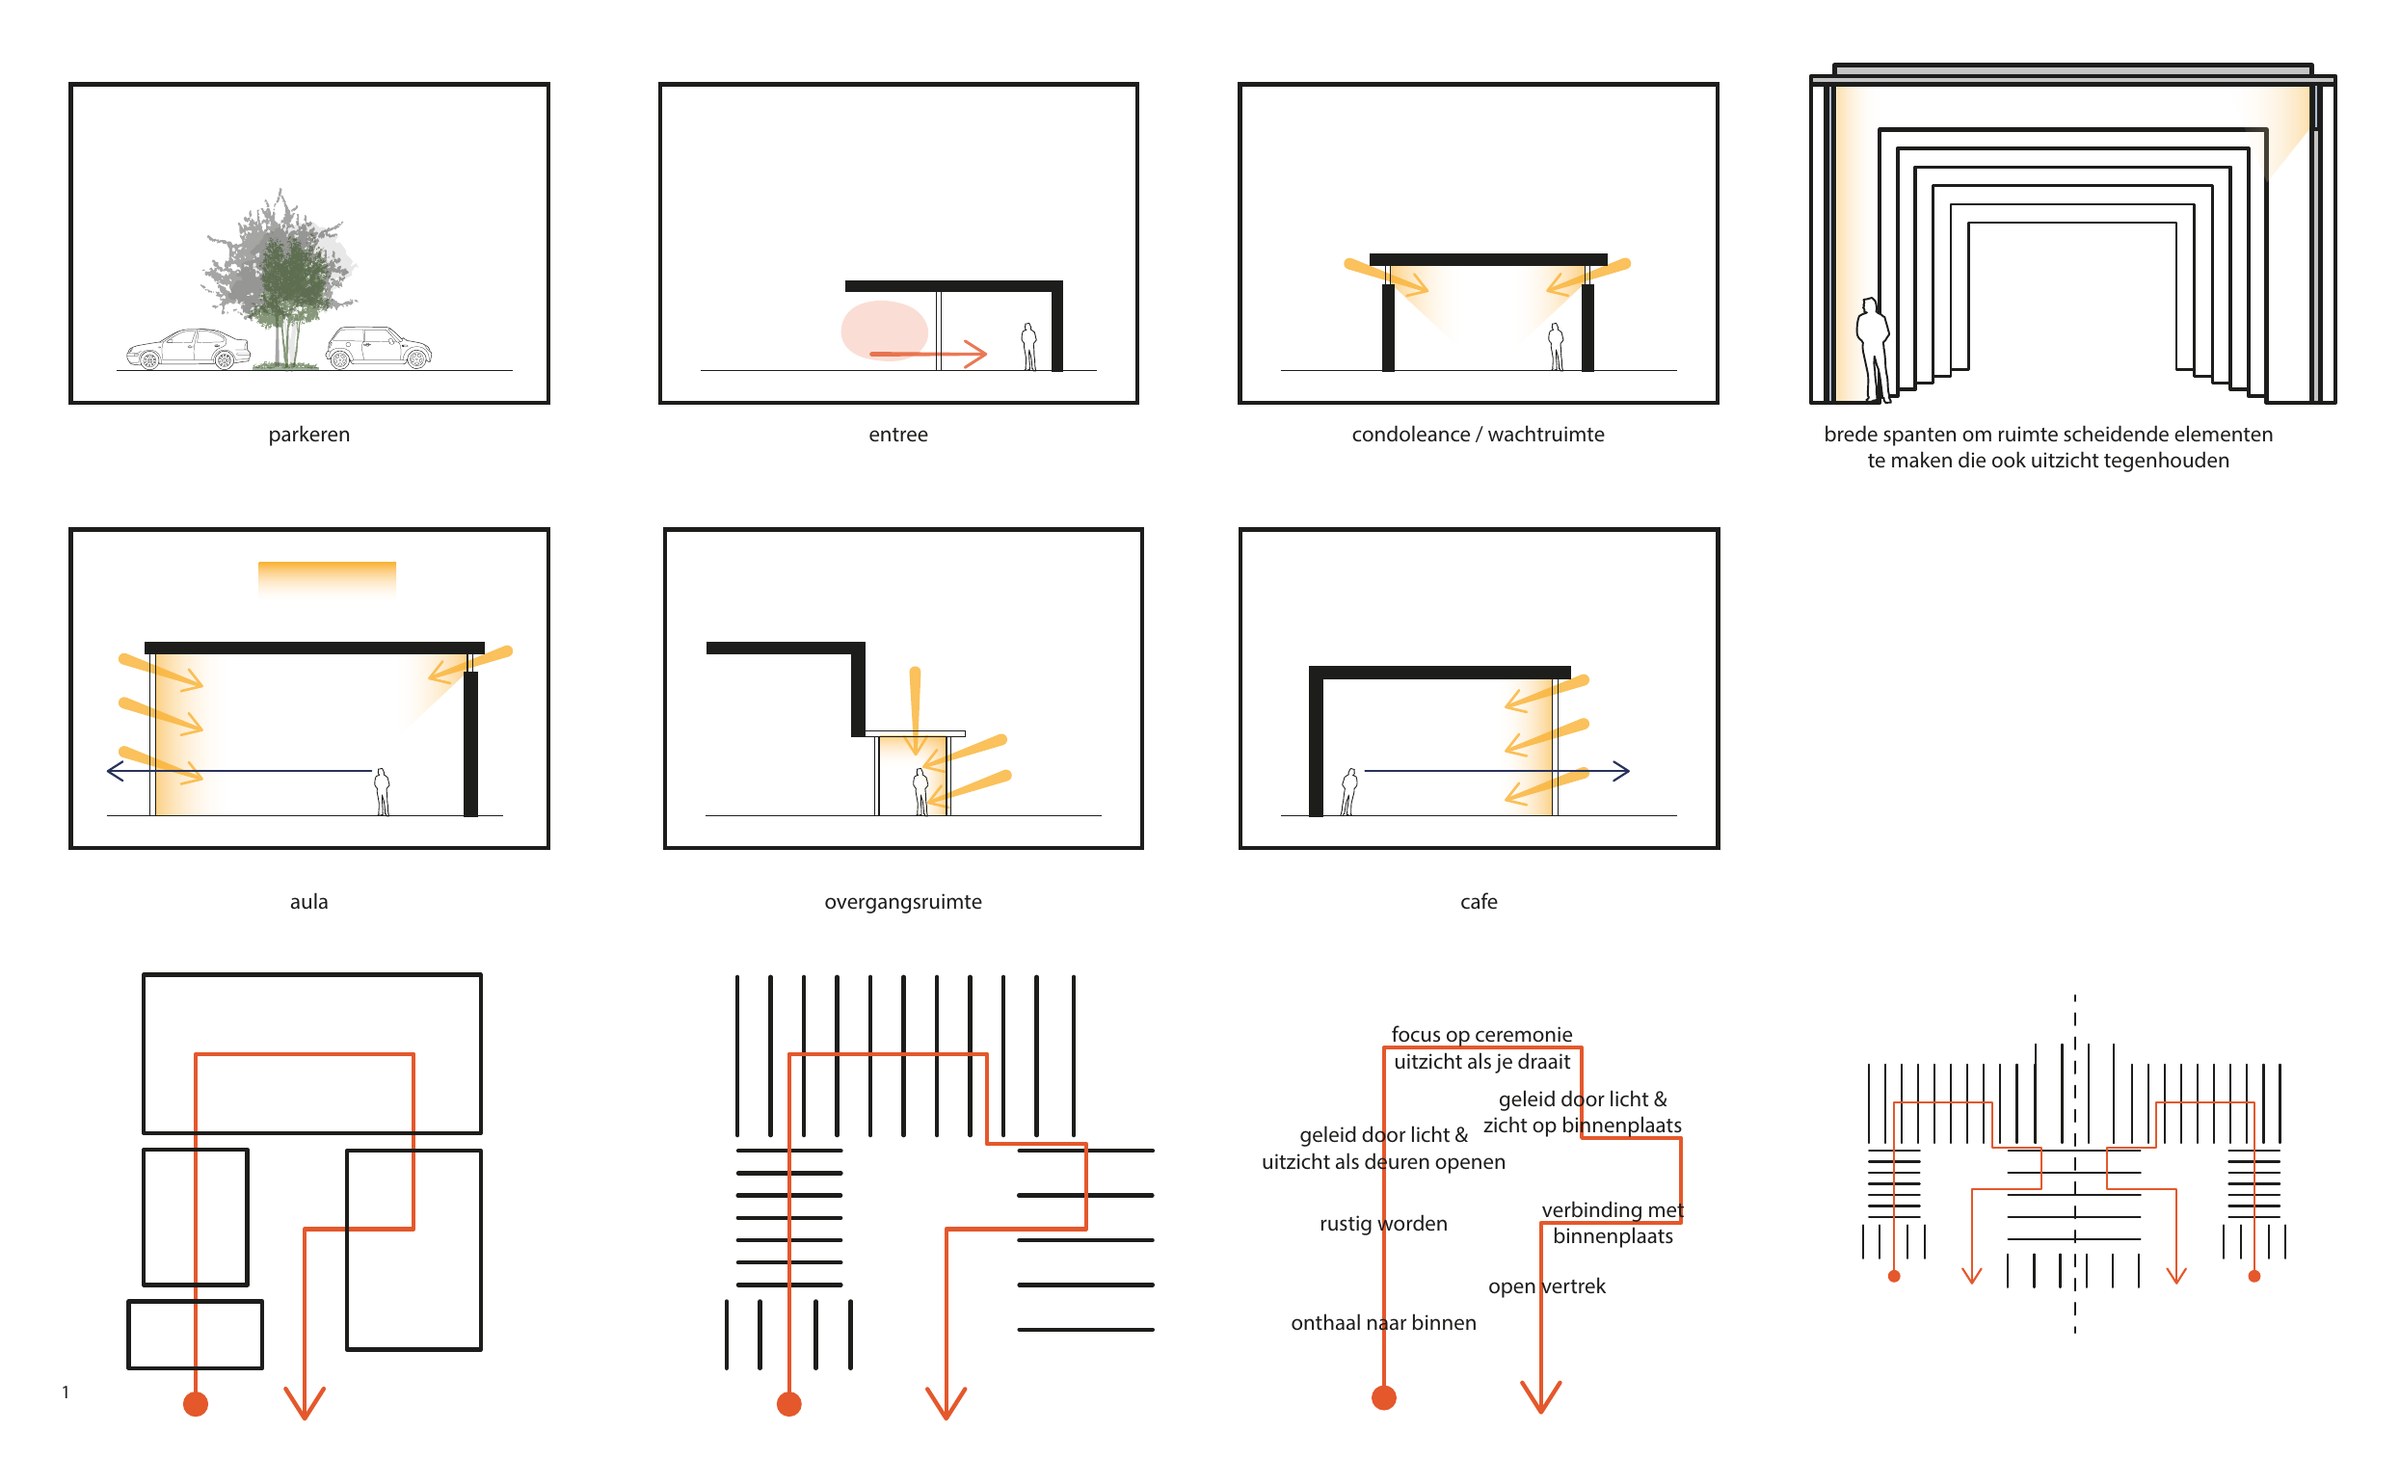 parkeren
entree
condoleance / wachtruimte
brede spanten om ruimte scheidende elementen
te maken die ook uitzicht tegenhouden
aula
overgangsruimte
cafe
focus op ceremonie
uitzicht als je draait
geleid door licht &
zicht op binnenplaats
geleid door licht &
uitzicht als deuren openen
verbinding met
binnenplaats
rustig worden
open vertrek
onthaal naar binnen
1